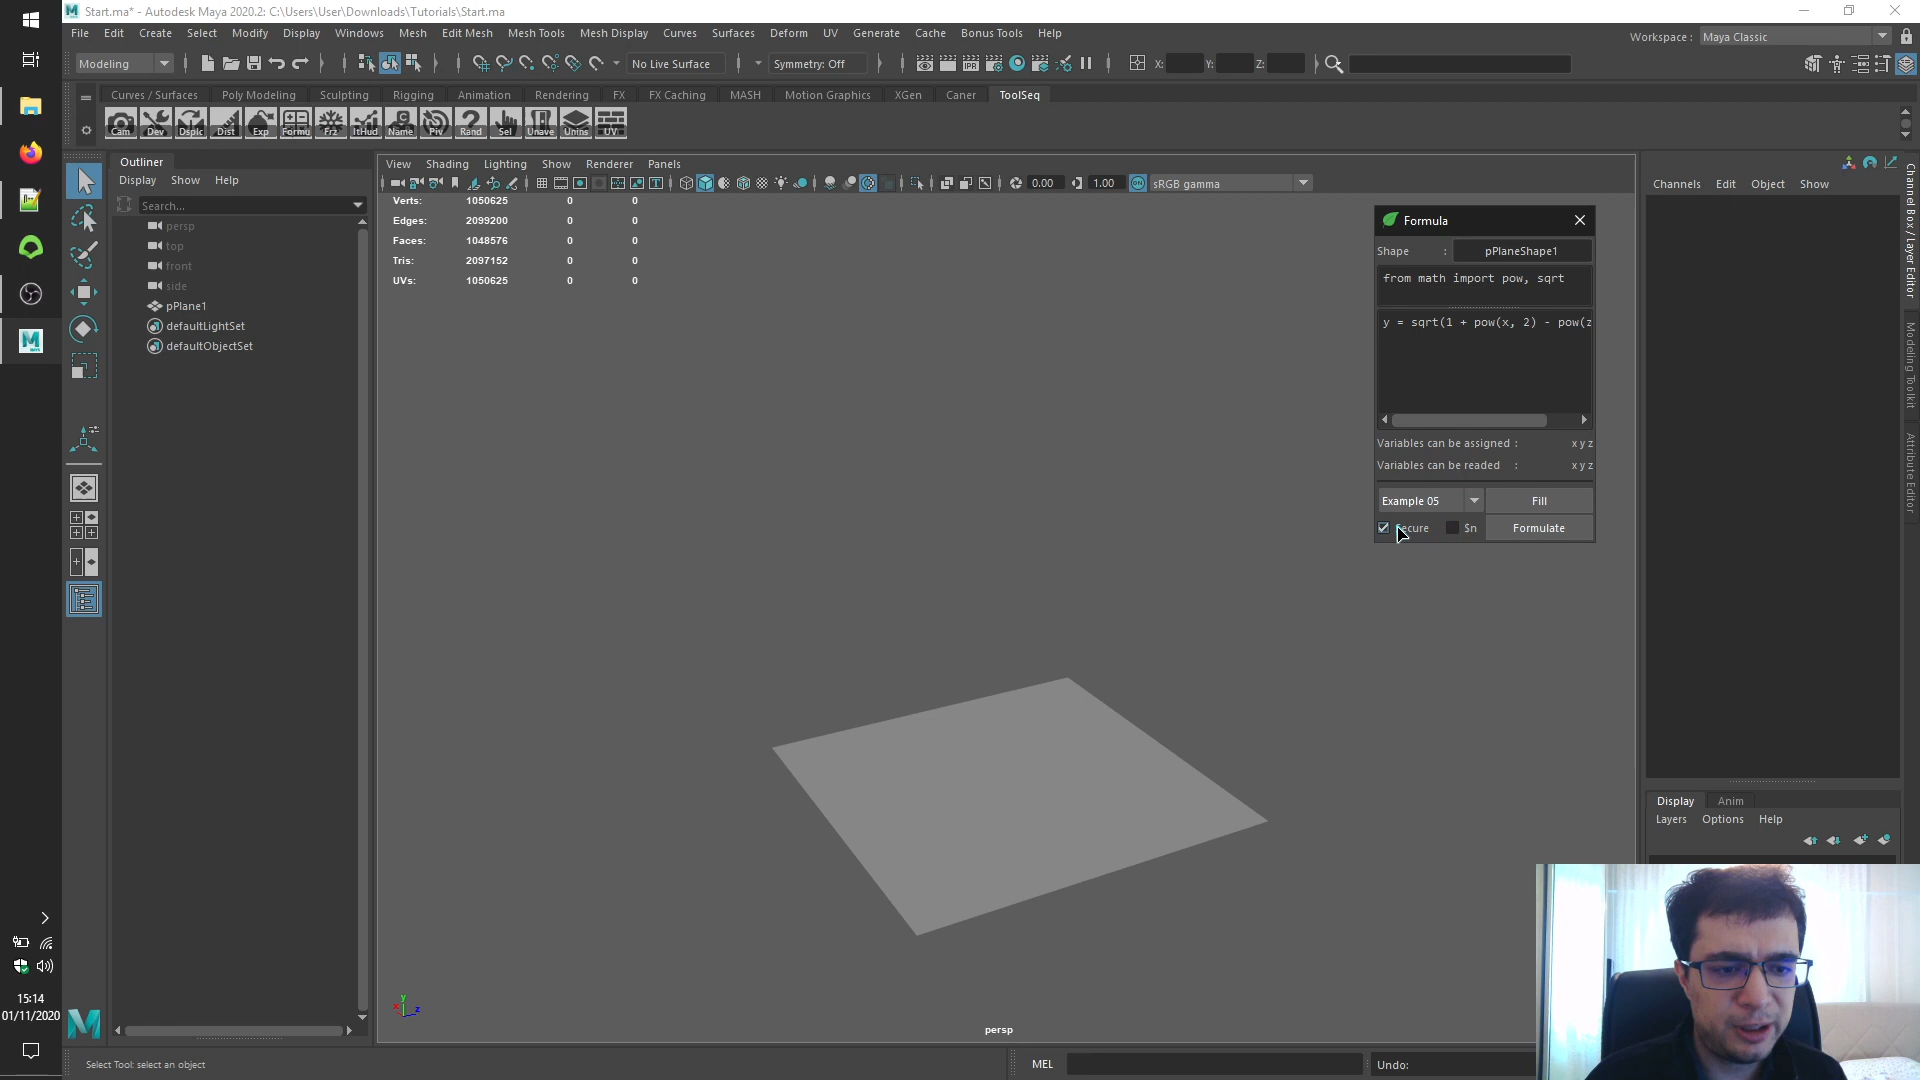 Start.ma* - Autodesk Maya 2020.2: C:\Users\User\Downloads\Tutorials\Start.ma
File Edit Create Select Modify Display Windows Mesh Edit Mesh Mesh Tools Mesh Display Curves Surfaces Deform UV Generate Cache Bonus Tools Help
Workspace : Maya Classic
Modeling No Live Surface Symmetry: Off X: Y: Z:
Curves / Surfaces Poly Modeling Sculpting Rigging Animation Rendering FX FX Caching MASH Motion Graphics XGen Caner ToolSeq
Cam Dev Dsplc Dist Exp Formu Frz ItHud Name Piv Rand Sel Unave Unins UV
Outliner
Display Show Help
Search...
persp
top
front
side
pPlane1
defaultLightSet
defaultObjectSet
View Shading Lighting Show Renderer Panels
0.00 1.00 ON sRGB gamma
Verts: 1050625 0 0
Edges: 2099200 0 0
Faces: 1048576 0 0
Tris: 2097152 0 0
UVs: 1050625 0 0
Formula
Shape : pPlaneShape1
from math import pow, sqrt
y = sqrt(1 + pow(x, 2) - pow(z
Variables can be assigned : x y z
Variables can be readed : x y z
Example 05 Fill
$n Formulate
Channels Edit Object Show
Channel Box / Layer Editor
Modeling Toolkit
Attribute Editor
Display Anim
Layers Options Help
y
x
z
persp
15:14
01/11/2020
M
Select Tool: select an object
MEL
Undo: